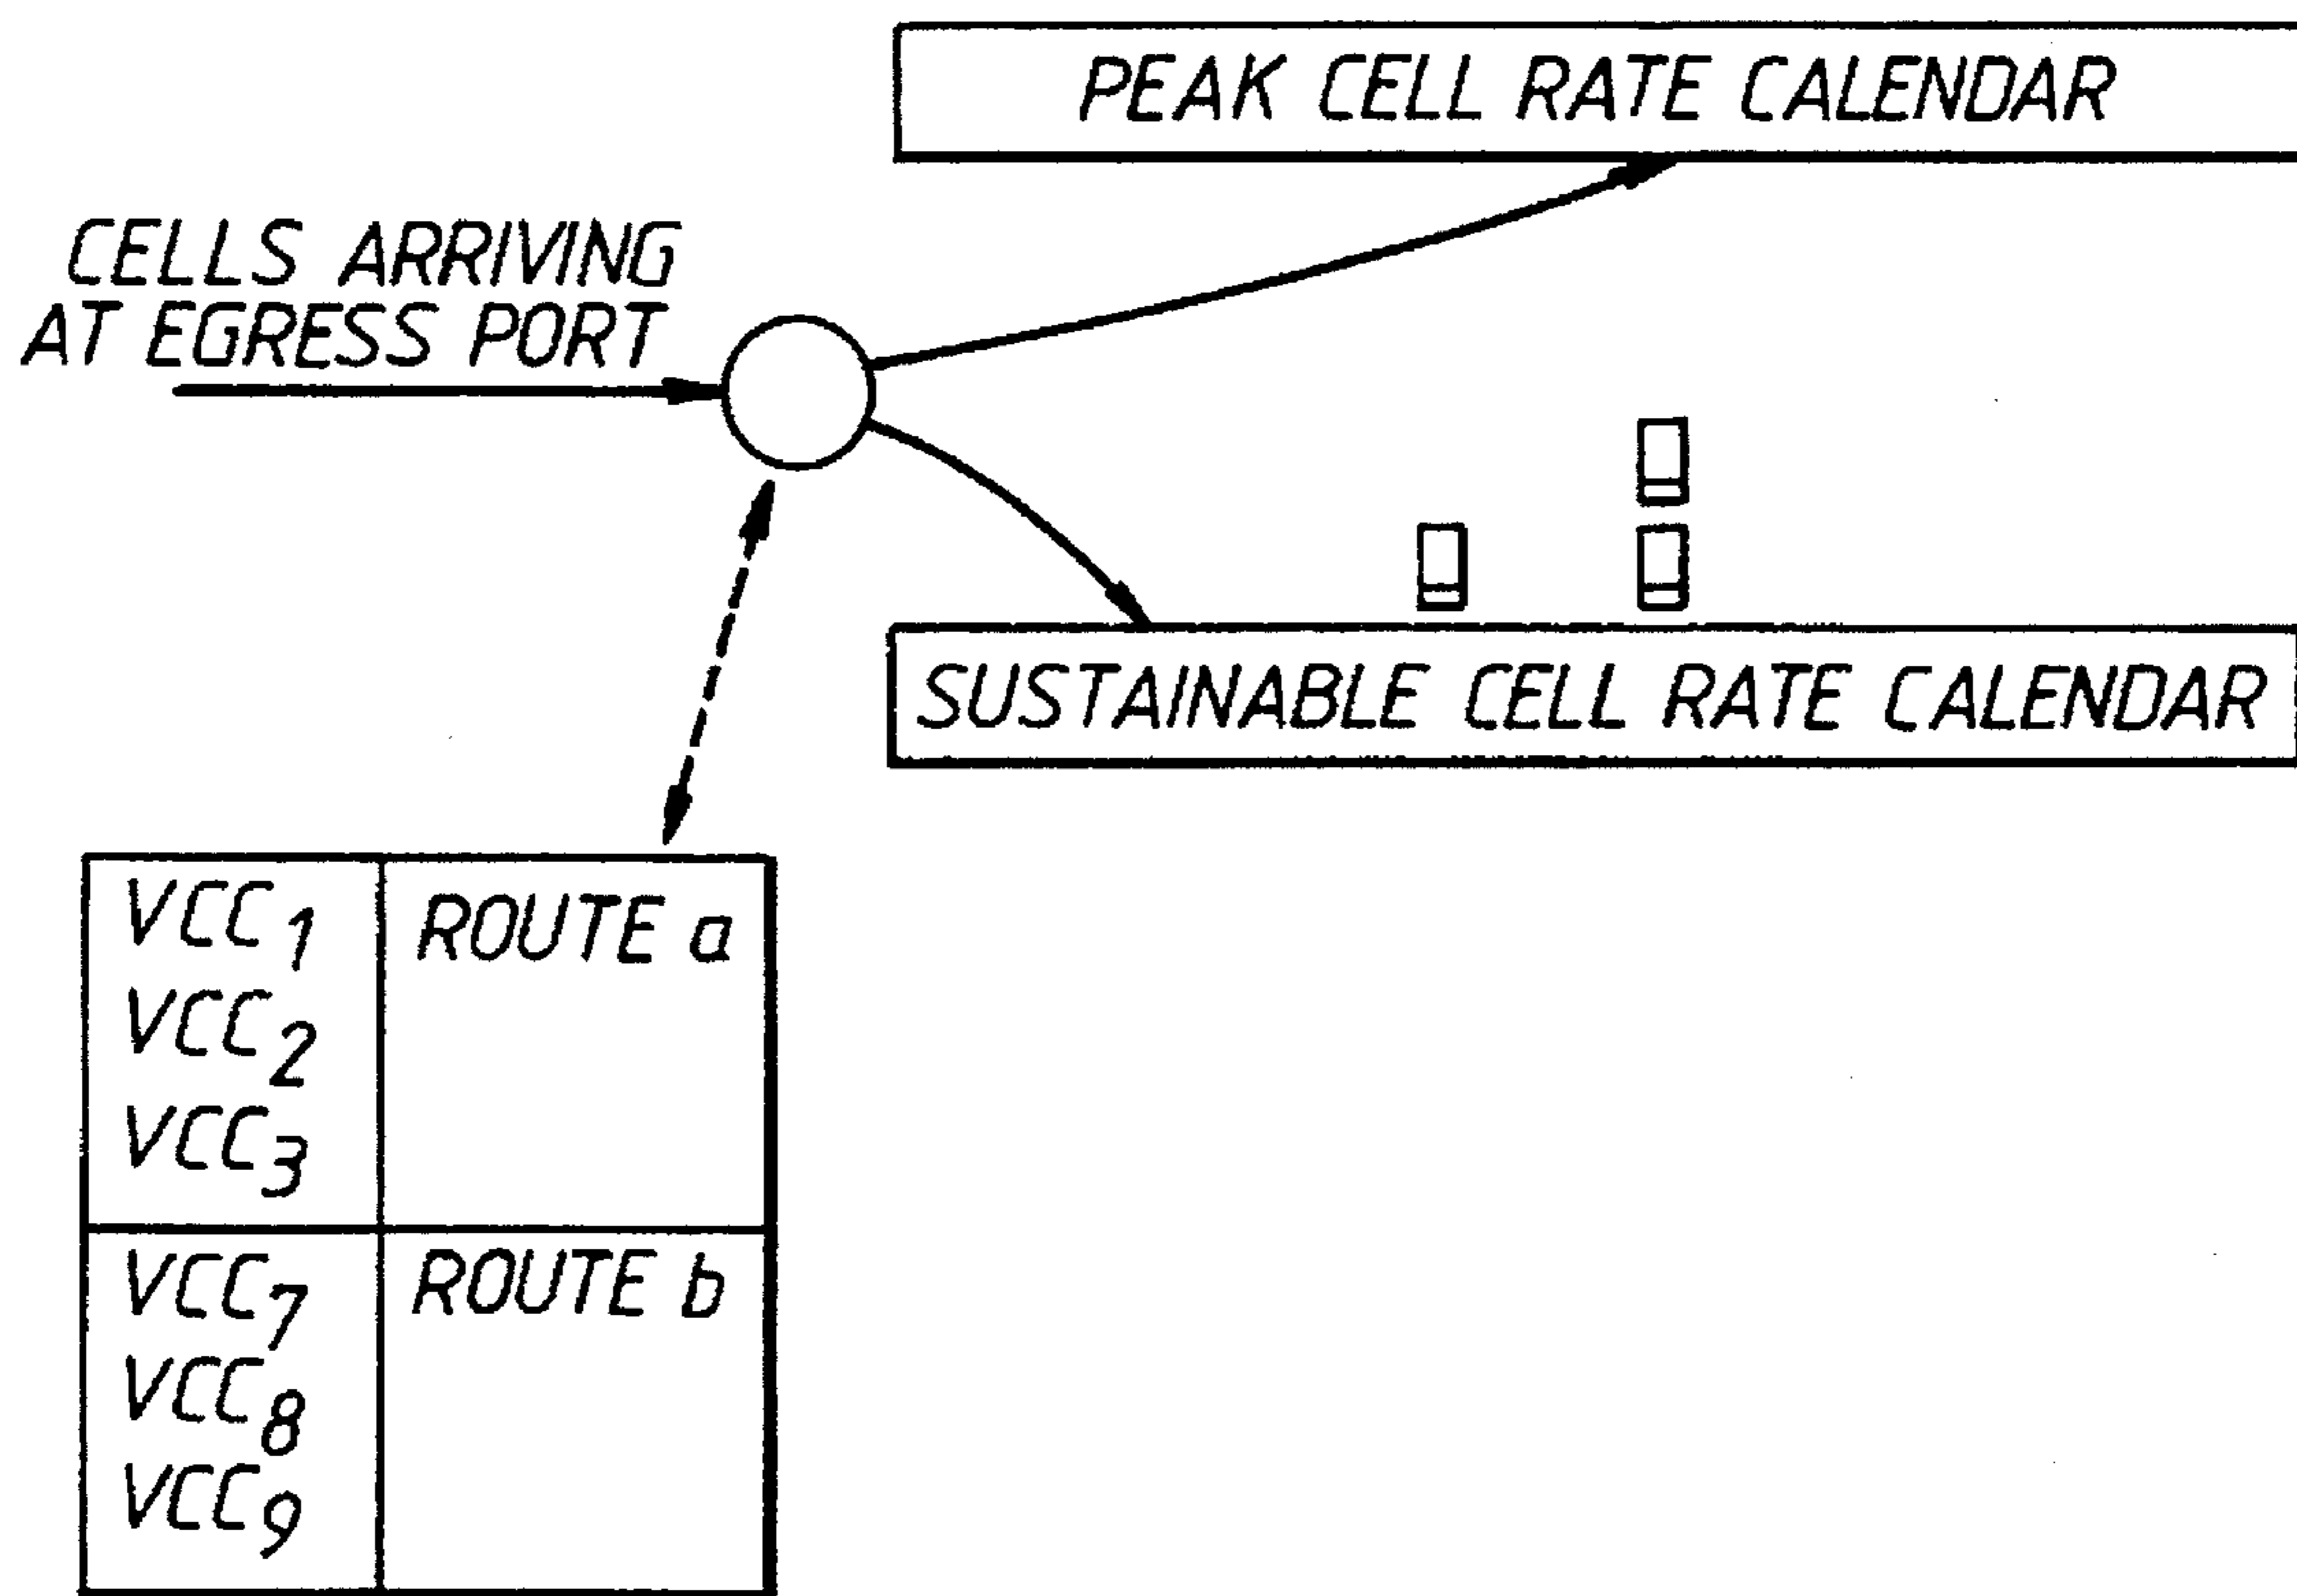 PEAK CELL RATE CALENDAR
CELLS ARRIVING
AT EGRESS PORT
SUSTAINABLE CELL RATE CALENDAR
VCC1 ROUTE a
VCC2
VCC3
VCC7 ROUTE b
VCC8
VCC9